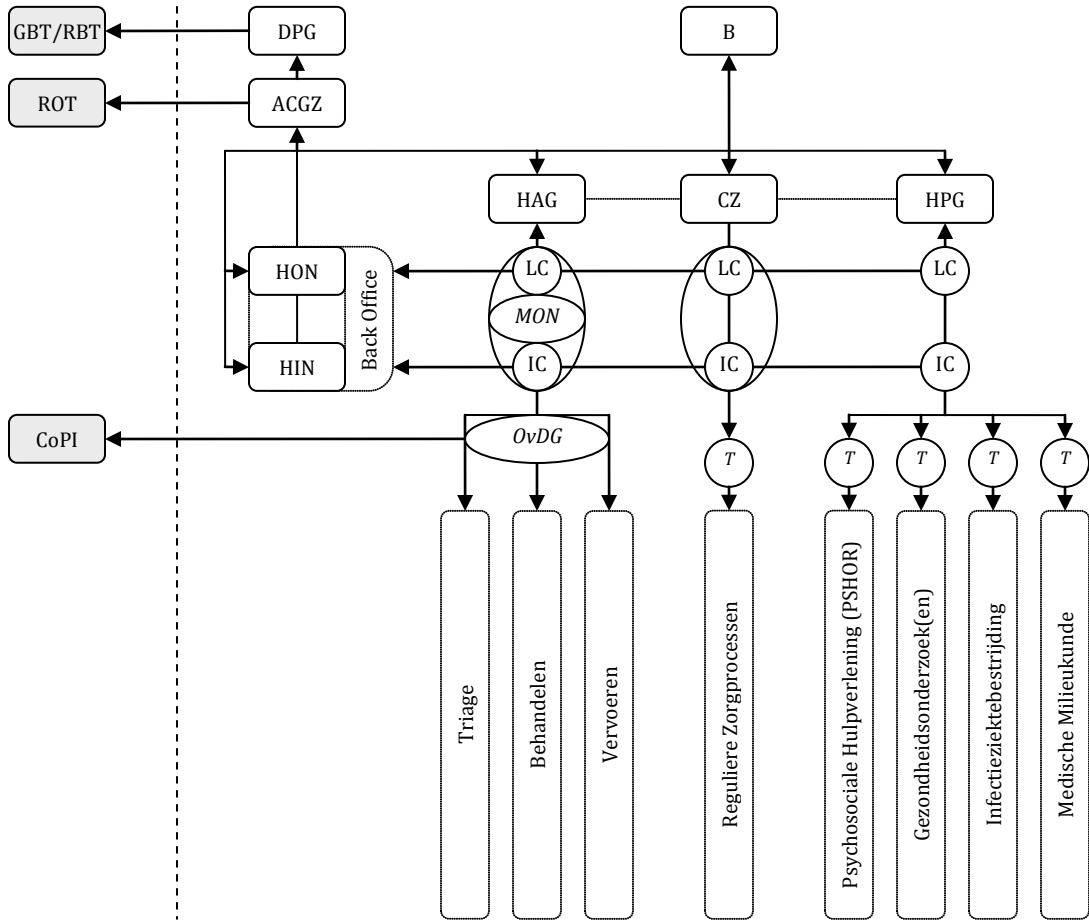 GBT/RBT
DPG
B
ROT
ACGZ
HAG
CZ
HPG
HON
Back Office
LC
LC
LC
MON
HIN
IC
IC
IC
CoPI
OvDG
T
T
T
T
T
Triage
Behandelen
Vervoeren
Reguliere Zorgprocessen
Psychosociale Hulpverlening (PSHOR)
Gezondheidsonderzoek(en)
Infectieziektebestrijding
Medische Milieukunde